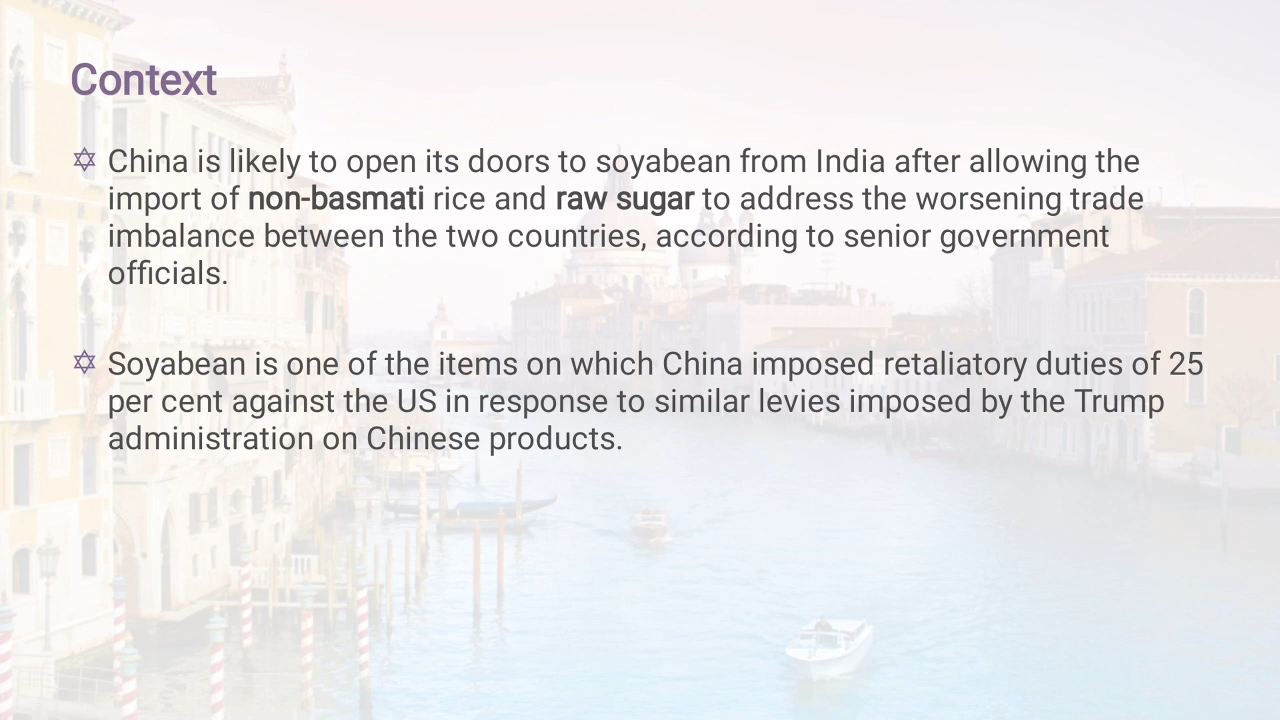 Context
✡ China is likely to open its doors to soyabean from India after allowing the
import of non-basmati rice and raw sugar to address the worsening trade
imbalance between the two countries, according to senior government
officials.
✡ Soyabean is one of the items on which China imposed retaliatory duties of 25
per cent against the US in response to similar levies imposed by the Trump
administration on Chinese products.